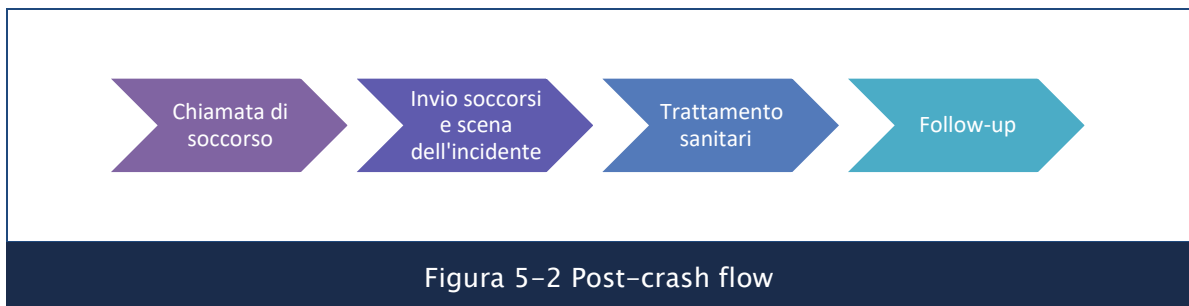 Chiamata di
soccorso
Invio soccorsi
e scena
dell'incidente
Trattamento
sanitari
Follow-up
Figura 5-2 Post-crash flow